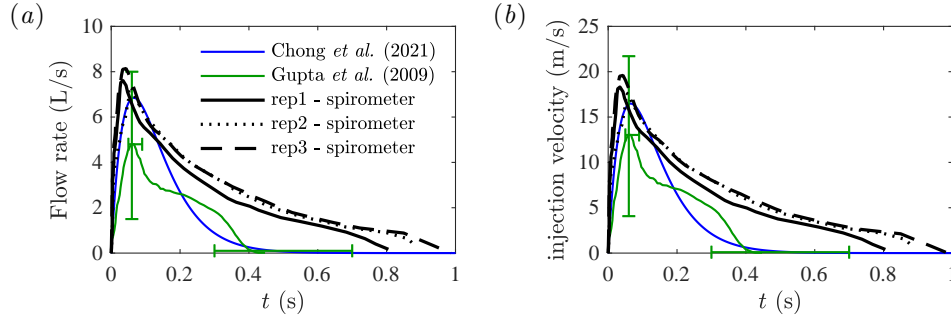 (a)
10
8
6
4
2
0
Flow rate (L/s)
Chong et al. (2021)
Gupta et al. (2009)
rep1 - spirometer
rep2 - spirometer
rep3 - spirometer
0 0.2 0.4 0.6 0.8 1
t (s)
(b)
25
20
15
10
5
0
injection velocity (m/s)
0 0.2 0.4 0.6 0.8 1
t (s)